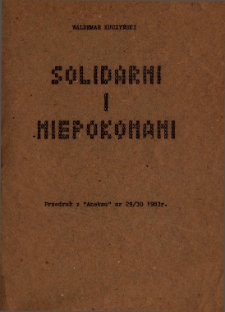 WALDEMAR KUCZYŃSKI
SOLIDARNI
I
NIEPOKONANI
Przedruk z "Aneksu" nr 29/30 1983r.